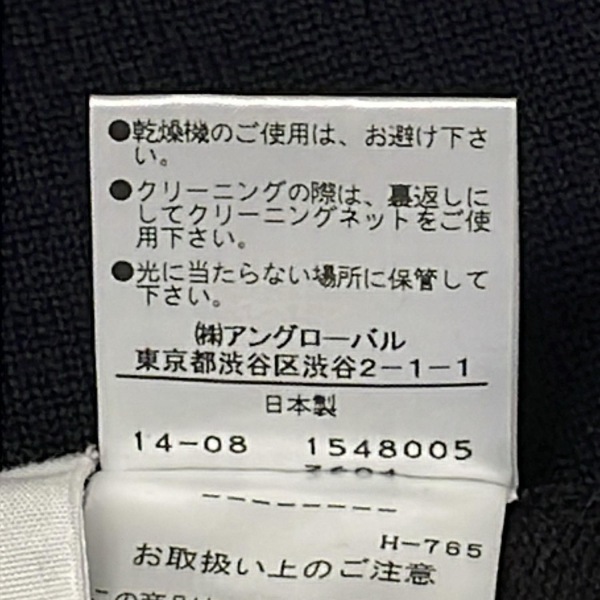 ●乾燥機のご使用は、お避け下さ
い。
●クリーニングの際は、裏返しに
してクリーニングネットをご使
用下さい。
●光に当たらない場所に保管して
下さい。
㈱アングローバル
東京都渋谷区渋谷2-1-1
日本製
14-08 1548005
H-765
お取扱い上のご注意